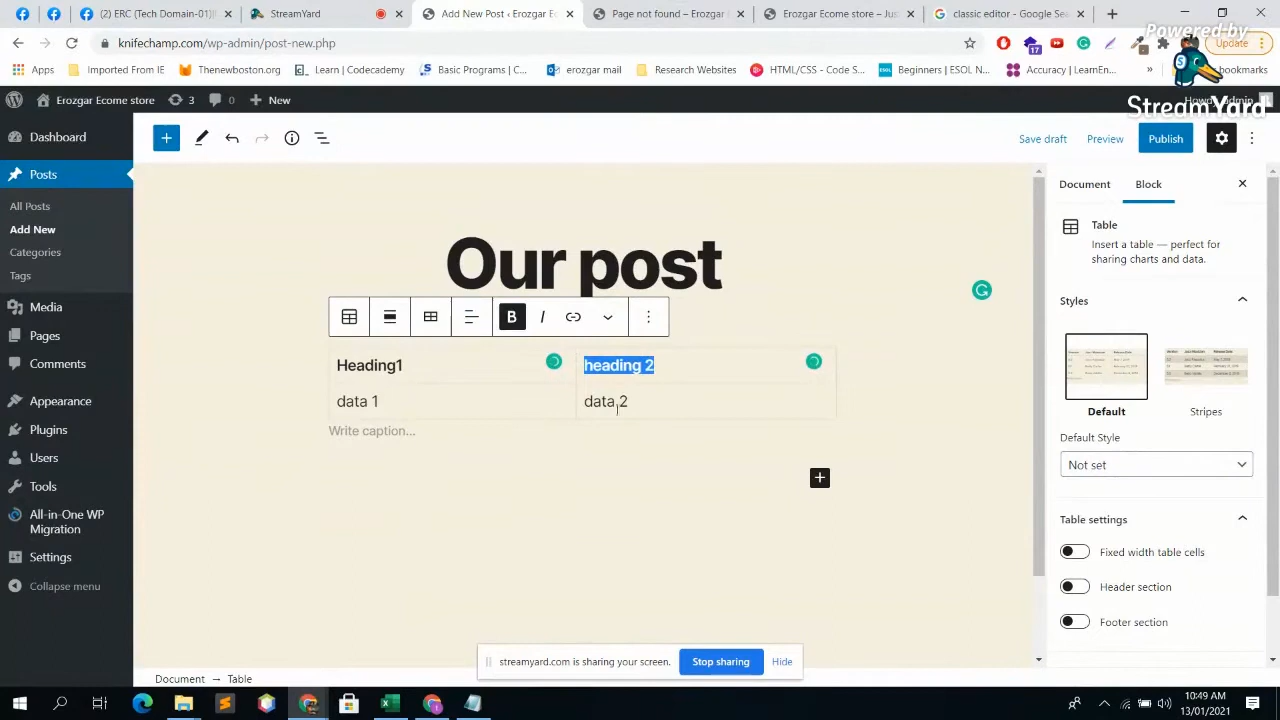 (2) ERC (Tech Domain-01)
StreamYard
Add New Post ‹ Erozgar Ec
Page not found – Erozgar
Erozgar Ecome store – Jus
classic editor - Google Sea
knifechamp.com/wp-admin/post-new.php
Update
Powered by
Apps
Imported From IE
Thenewboston.org
Learn | Codecademy
Basic Programs | C...
erozgar mail
Research Websites
HTML/CSS - Code S...
Beginners | ESOL N...
Accuracy | LearnEn...
»
bookmarks
17
StreamYard
Erozgar Ecome store
3
0
New
Dashboard
Posts
All Posts
Add New
Categories
Tags
Media
Pages
Comments
Appearance
Plugins
Users
Tools
All-in-One WP
Migration
Settings
Collapse menu
Save draft
Preview
Publish
Our post
B
I
Heading1
heading 2
data 1
data 2
Write caption...
Document
Block
Table
Insert a table — perfect for
sharing charts and data.
Styles
Default
Stripes
Default Style
Not set
Table settings
Fixed width table cells
Header section
Footer section
streamyard.com is sharing your screen.
Stop sharing
Hide
Document → Table
10:49 AM
13/01/2021